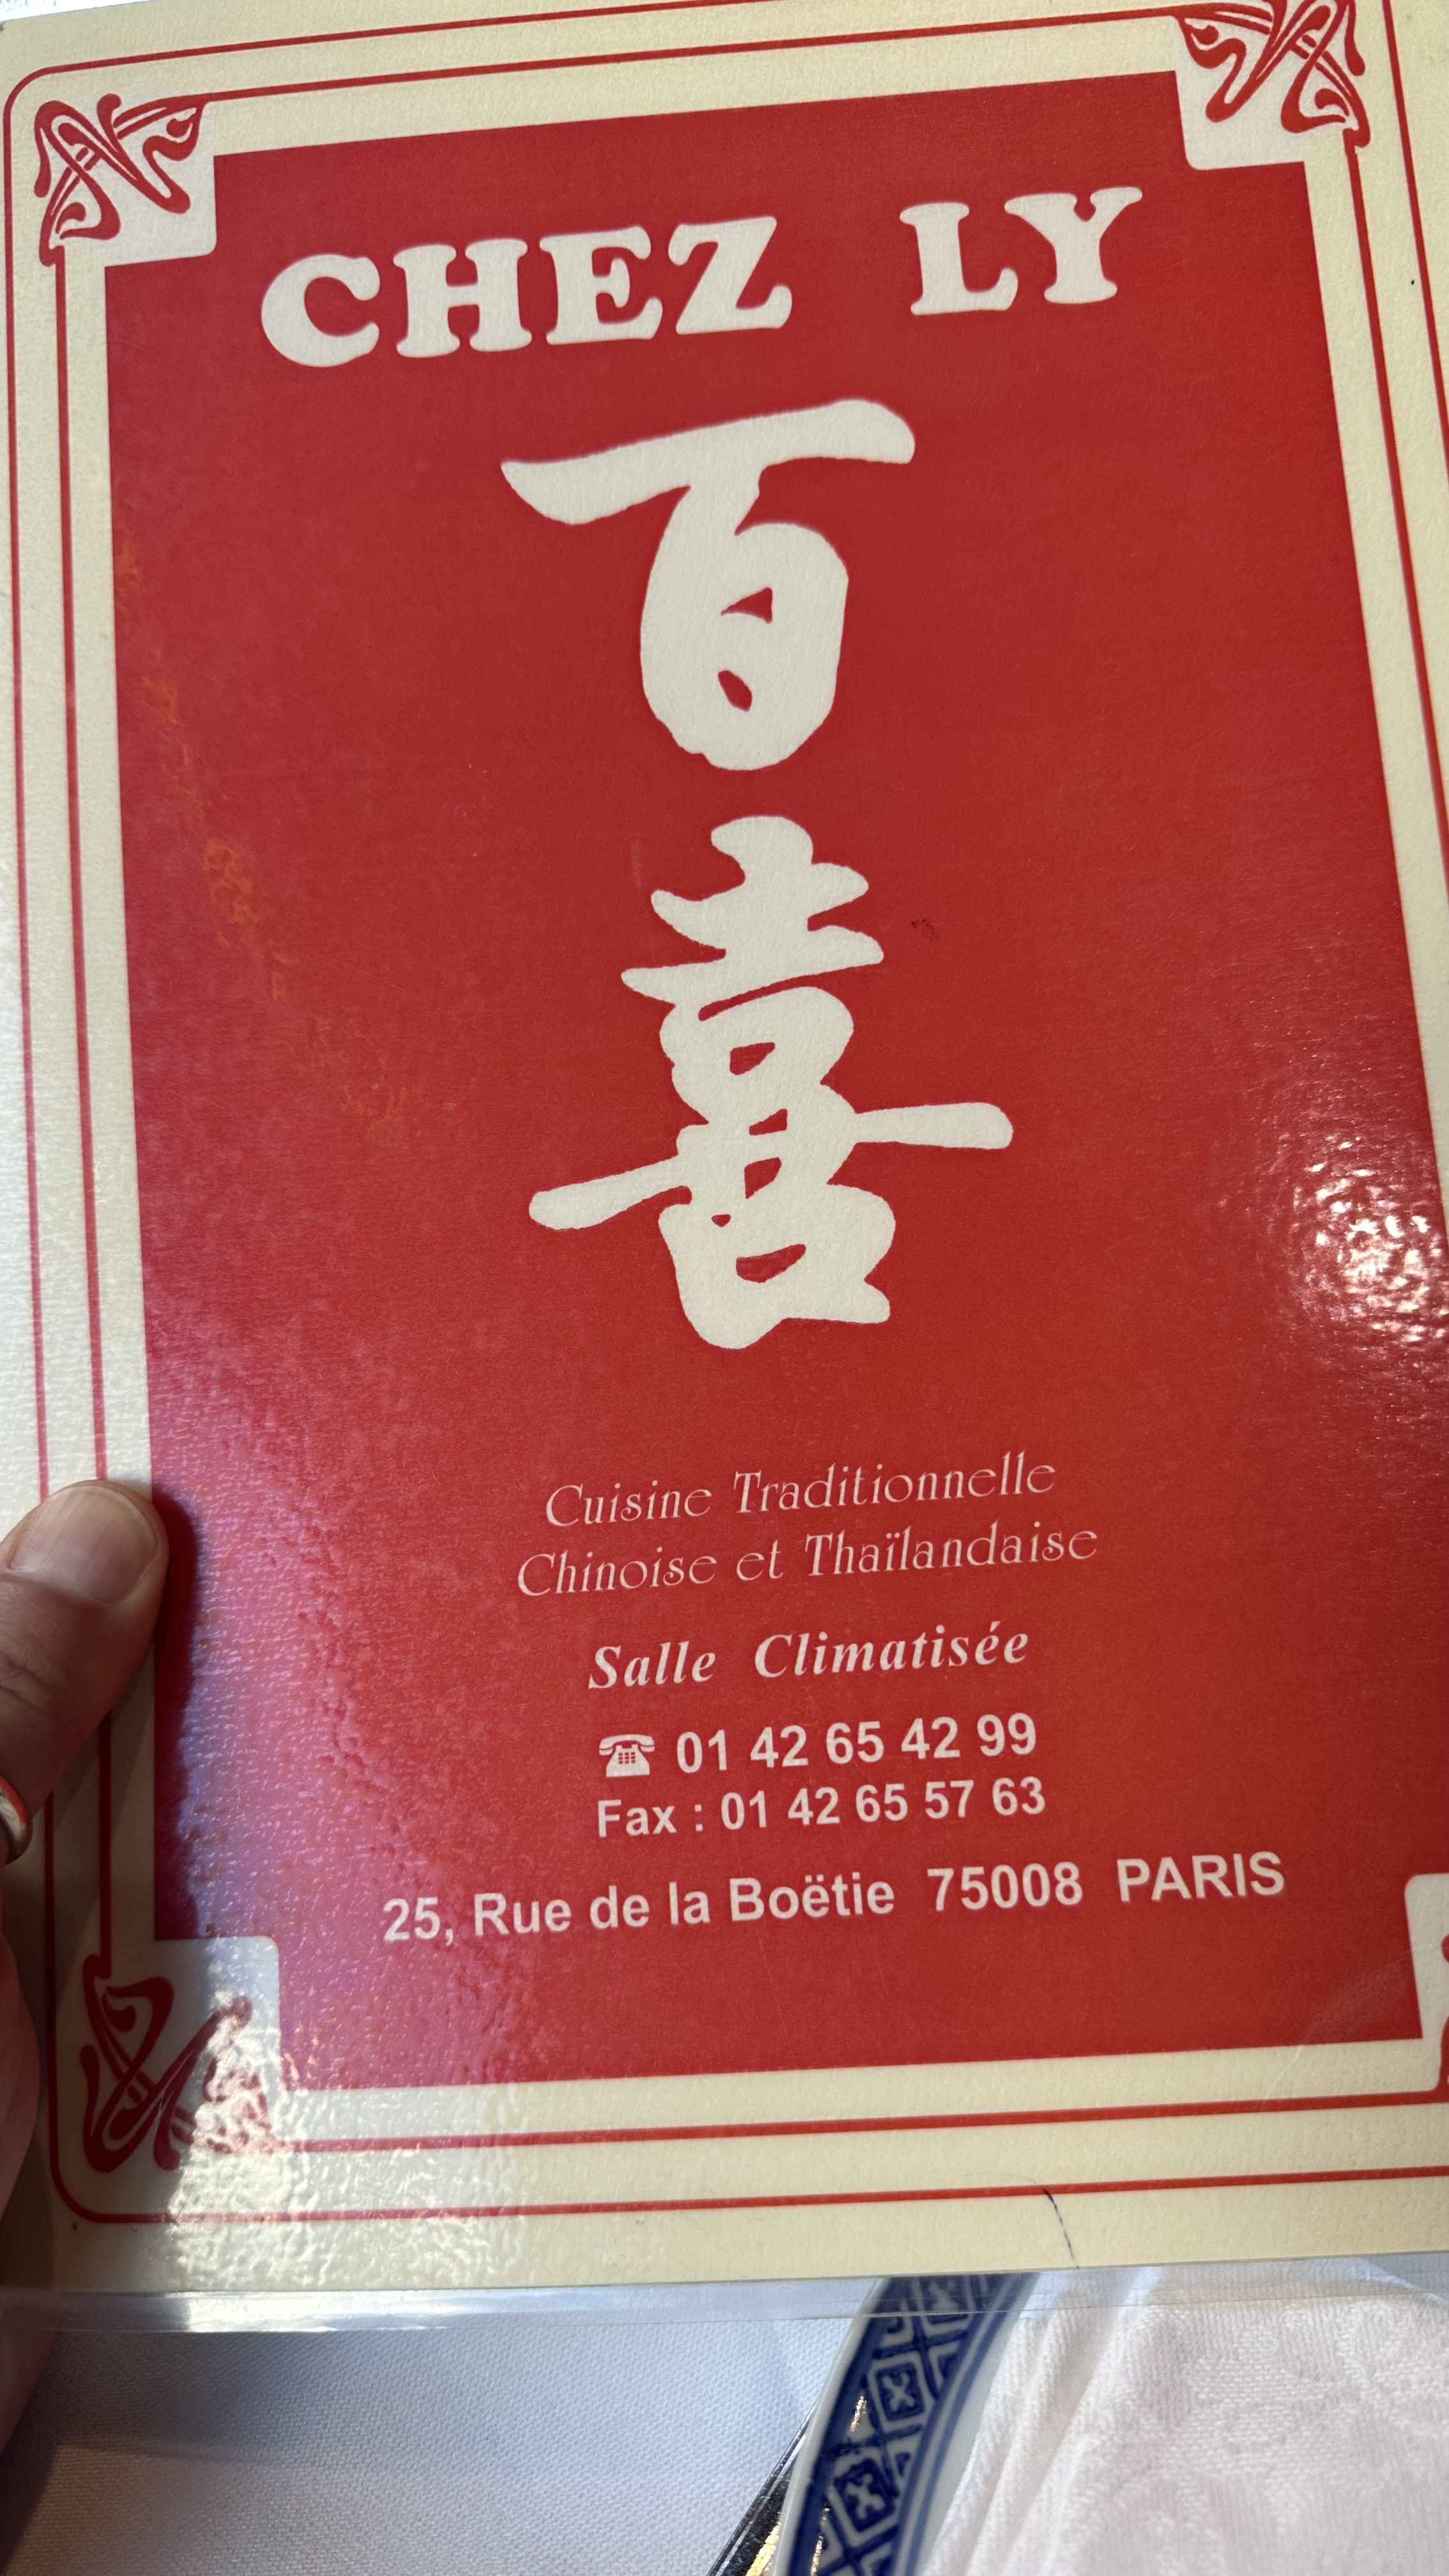 CHEZ LY
百
喜
Cuisine Traditionnelle
Chinoise et Thaïlandaise
Salle Climatisée
☎ 01 42 65 42 99
Fax : 01 42 65 57 63
25, Rue de la Boëtie 75008 PARIS